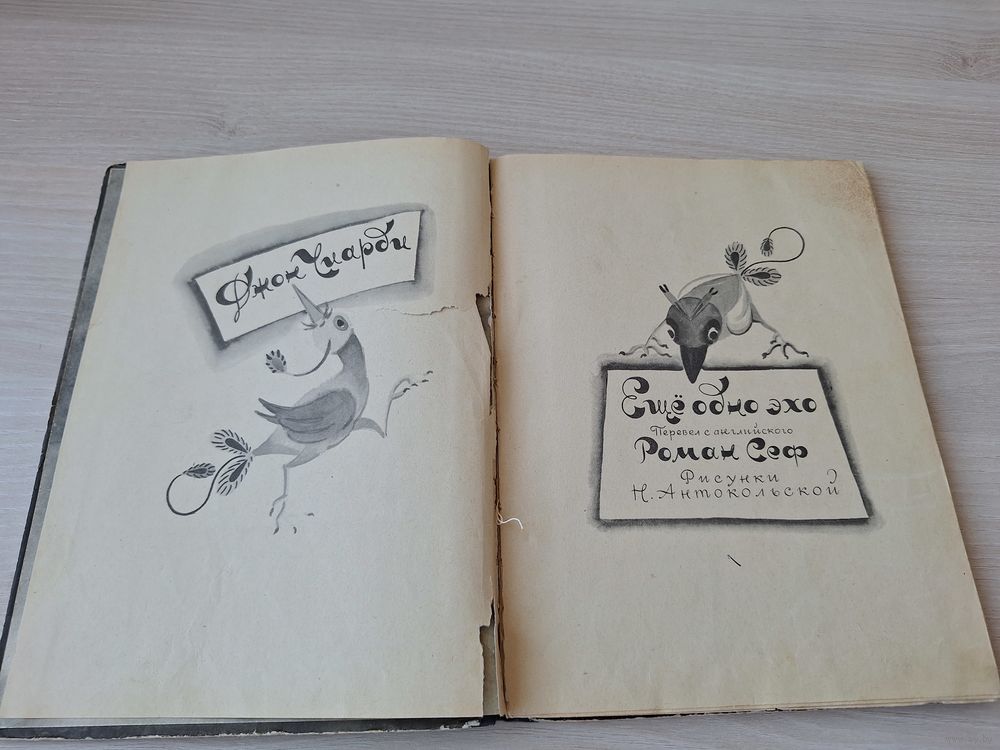 Джон Чиарди
Ещё одно эхо
Перевел с английского
Роман Сеф
Рисунки
Н. Антокольской